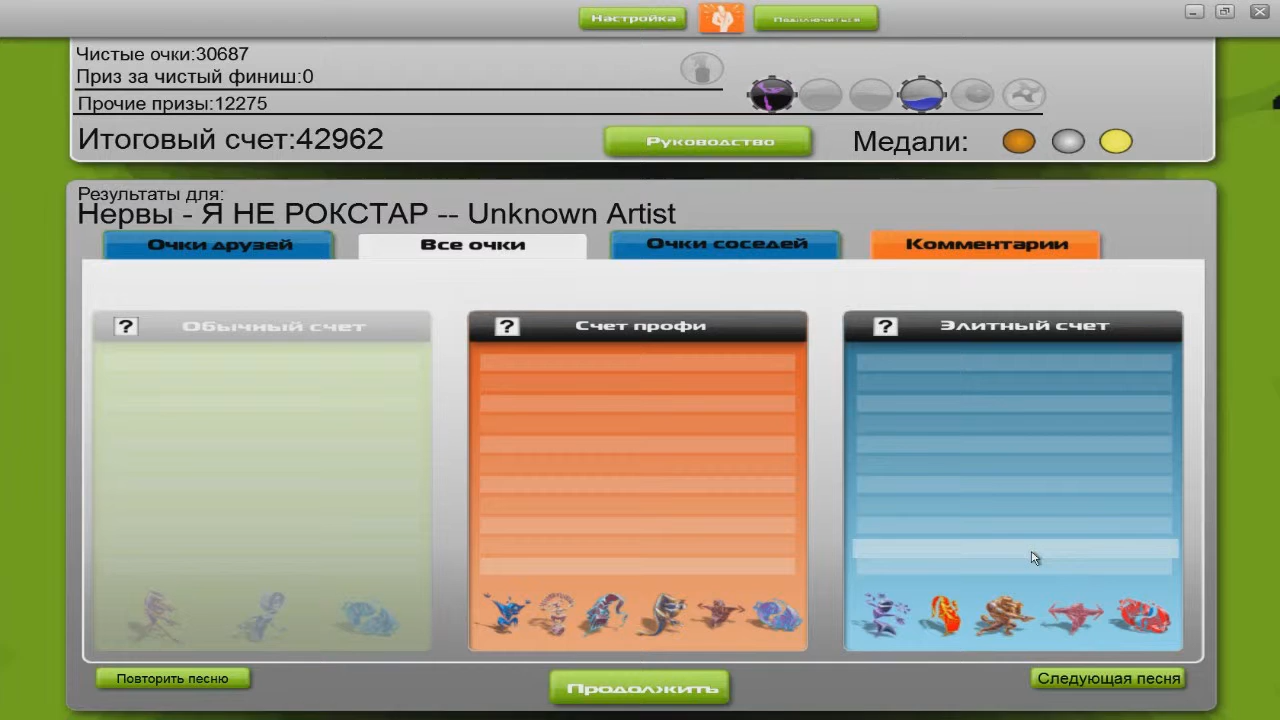 Настройка
Подключиться
Чистые очки:30687
Приз за чистый финиш:0
Прочие призы:12275
Итоговый счет:42962
Руководство
Медали:
Результаты для:
Нервы - Я НЕ РОКСТАР -- Unknown Artist
Очки друзей
Все очки
Очки соседей
Комментарии
? Обычный счет
? Счет профи
? Элитный счет
Повторить песню
Продолжить
Следующая песня